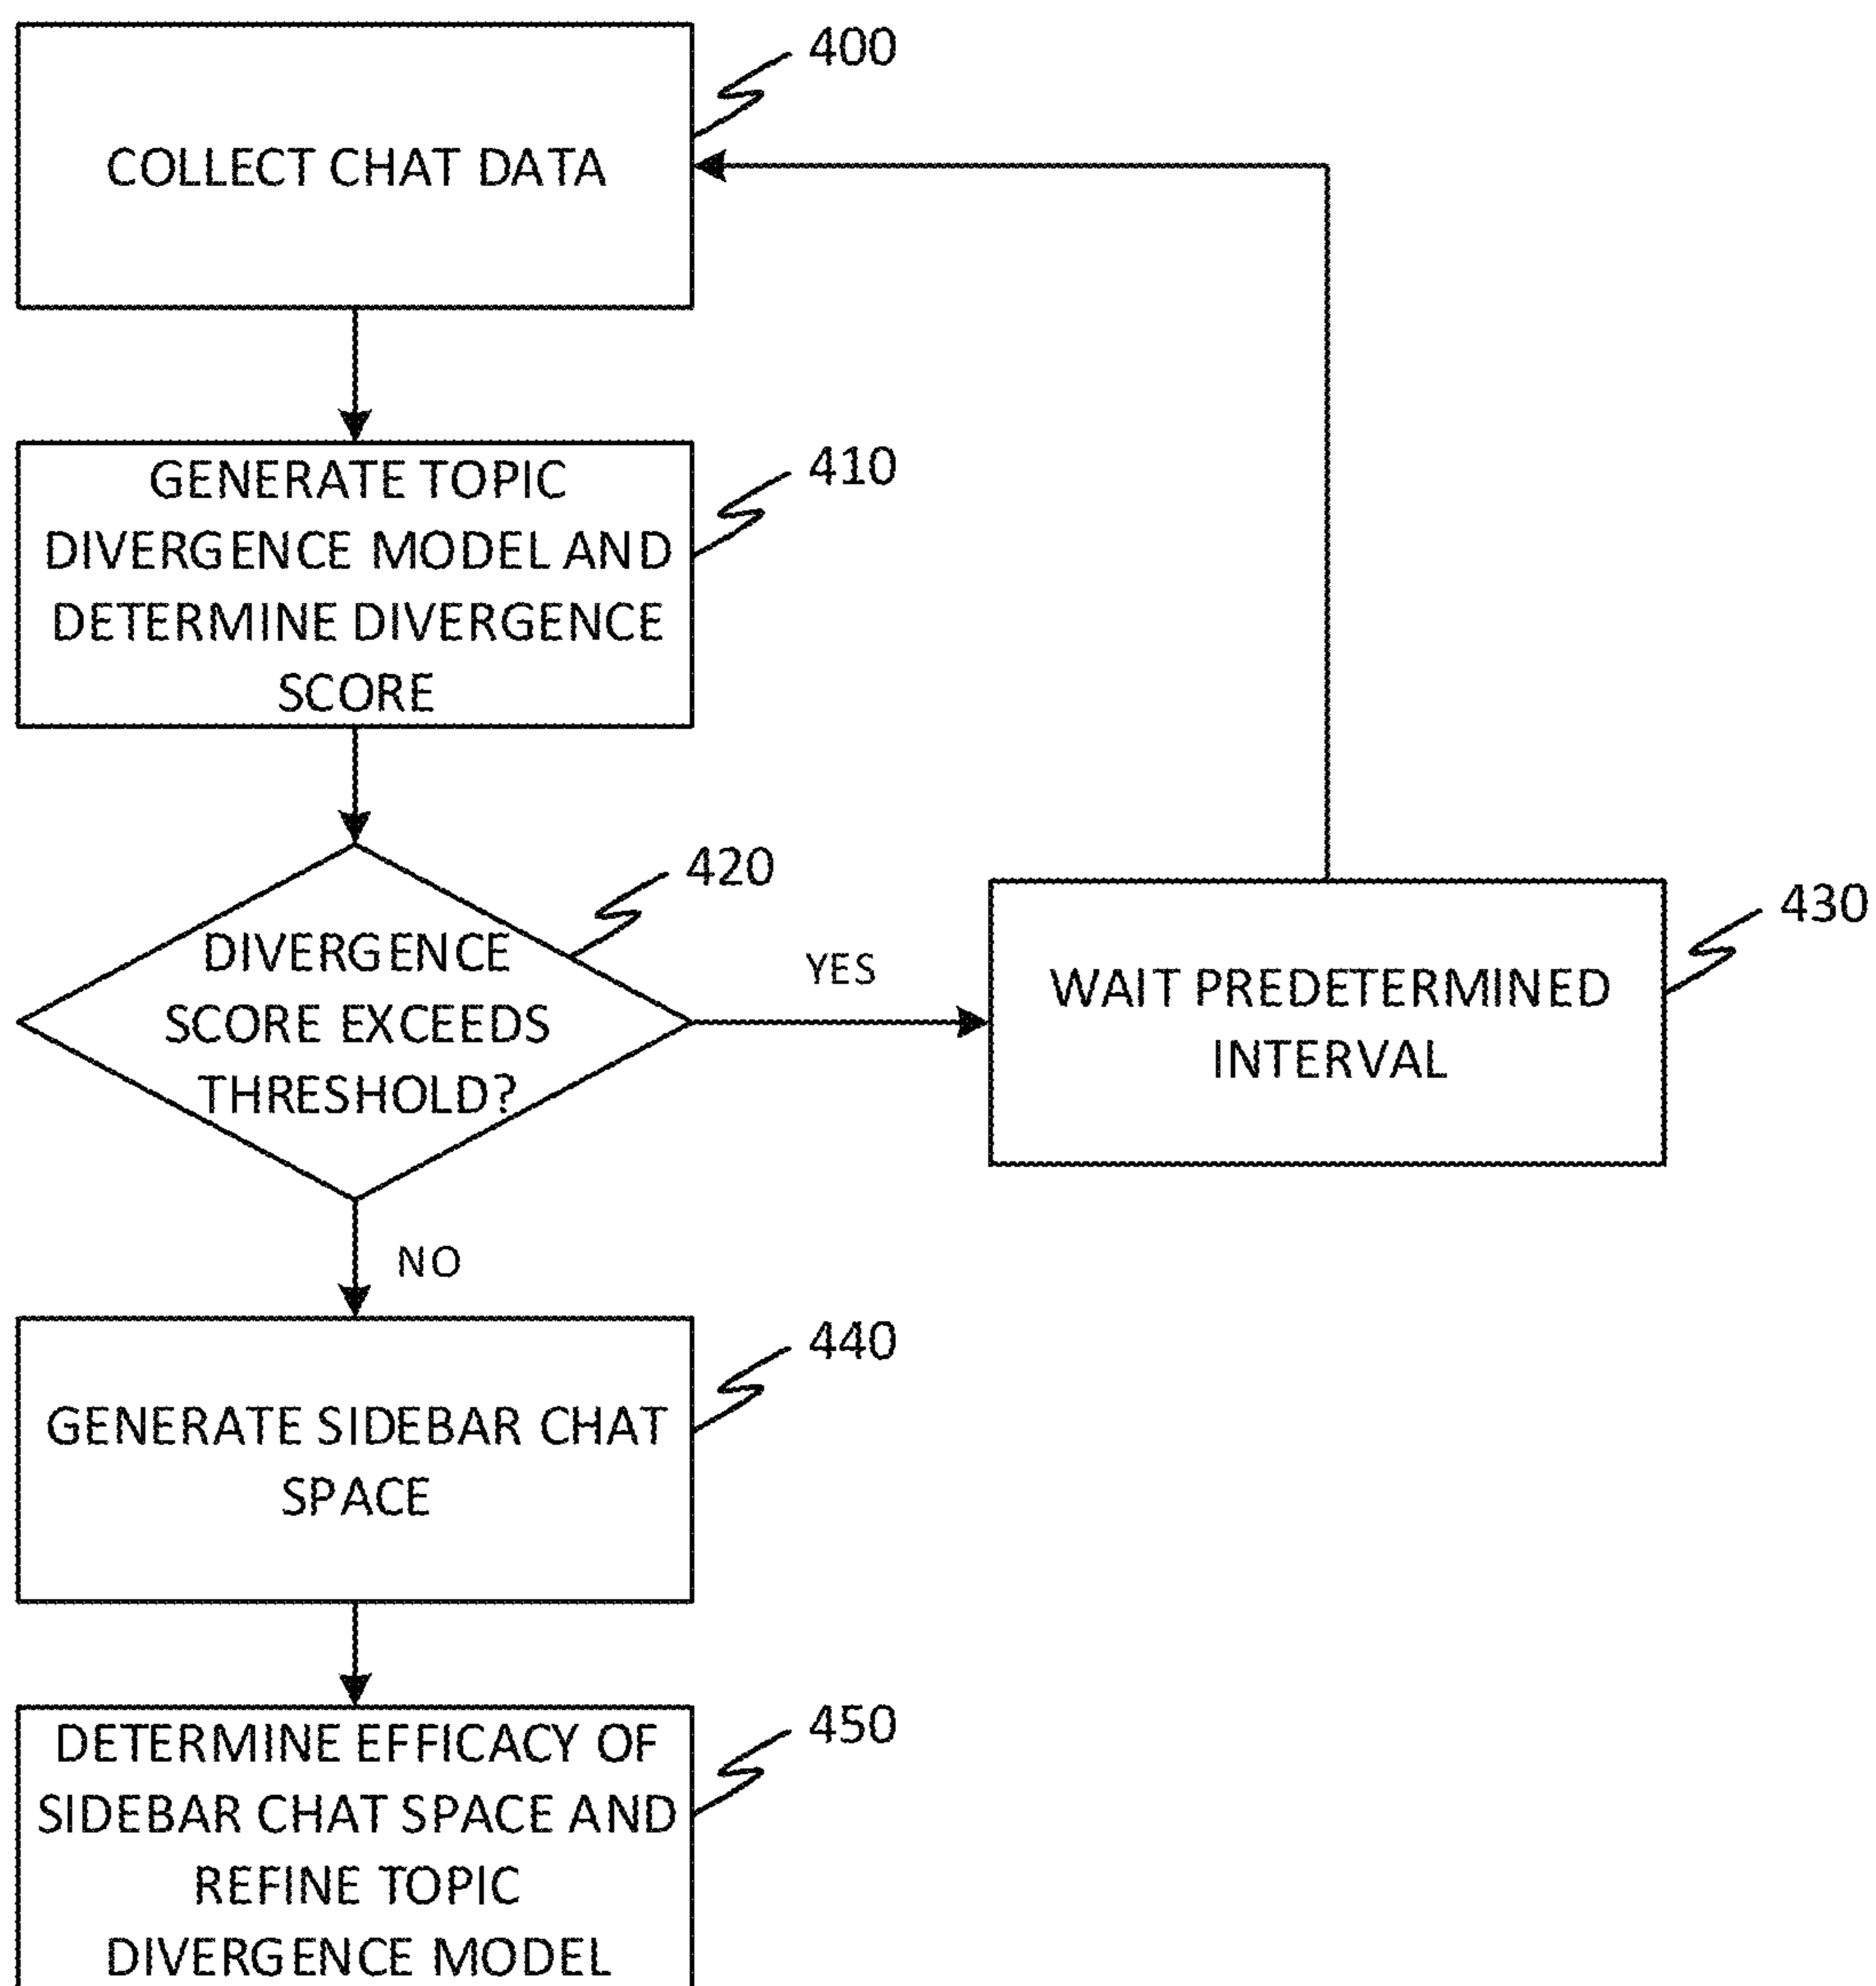 400
COLLECT CHAT DATA
410
GENERATE TOPIC
DIVERGENCE MODEL AND
DETERMINE DIVERGENCE
SCORE
420
DIVERGENCE
SCORE EXCEEDS
THRESHOLD?
YES
430
WAIT PREDETERMINED
INTERVAL
NO
440
GENERATE SIDEBAR CHAT
SPACE
450
DETERMINE EFFICACY OF
SIDEBAR CHAT SPACE AND
REFINE TOPIC
DIVERGENCE MODEL